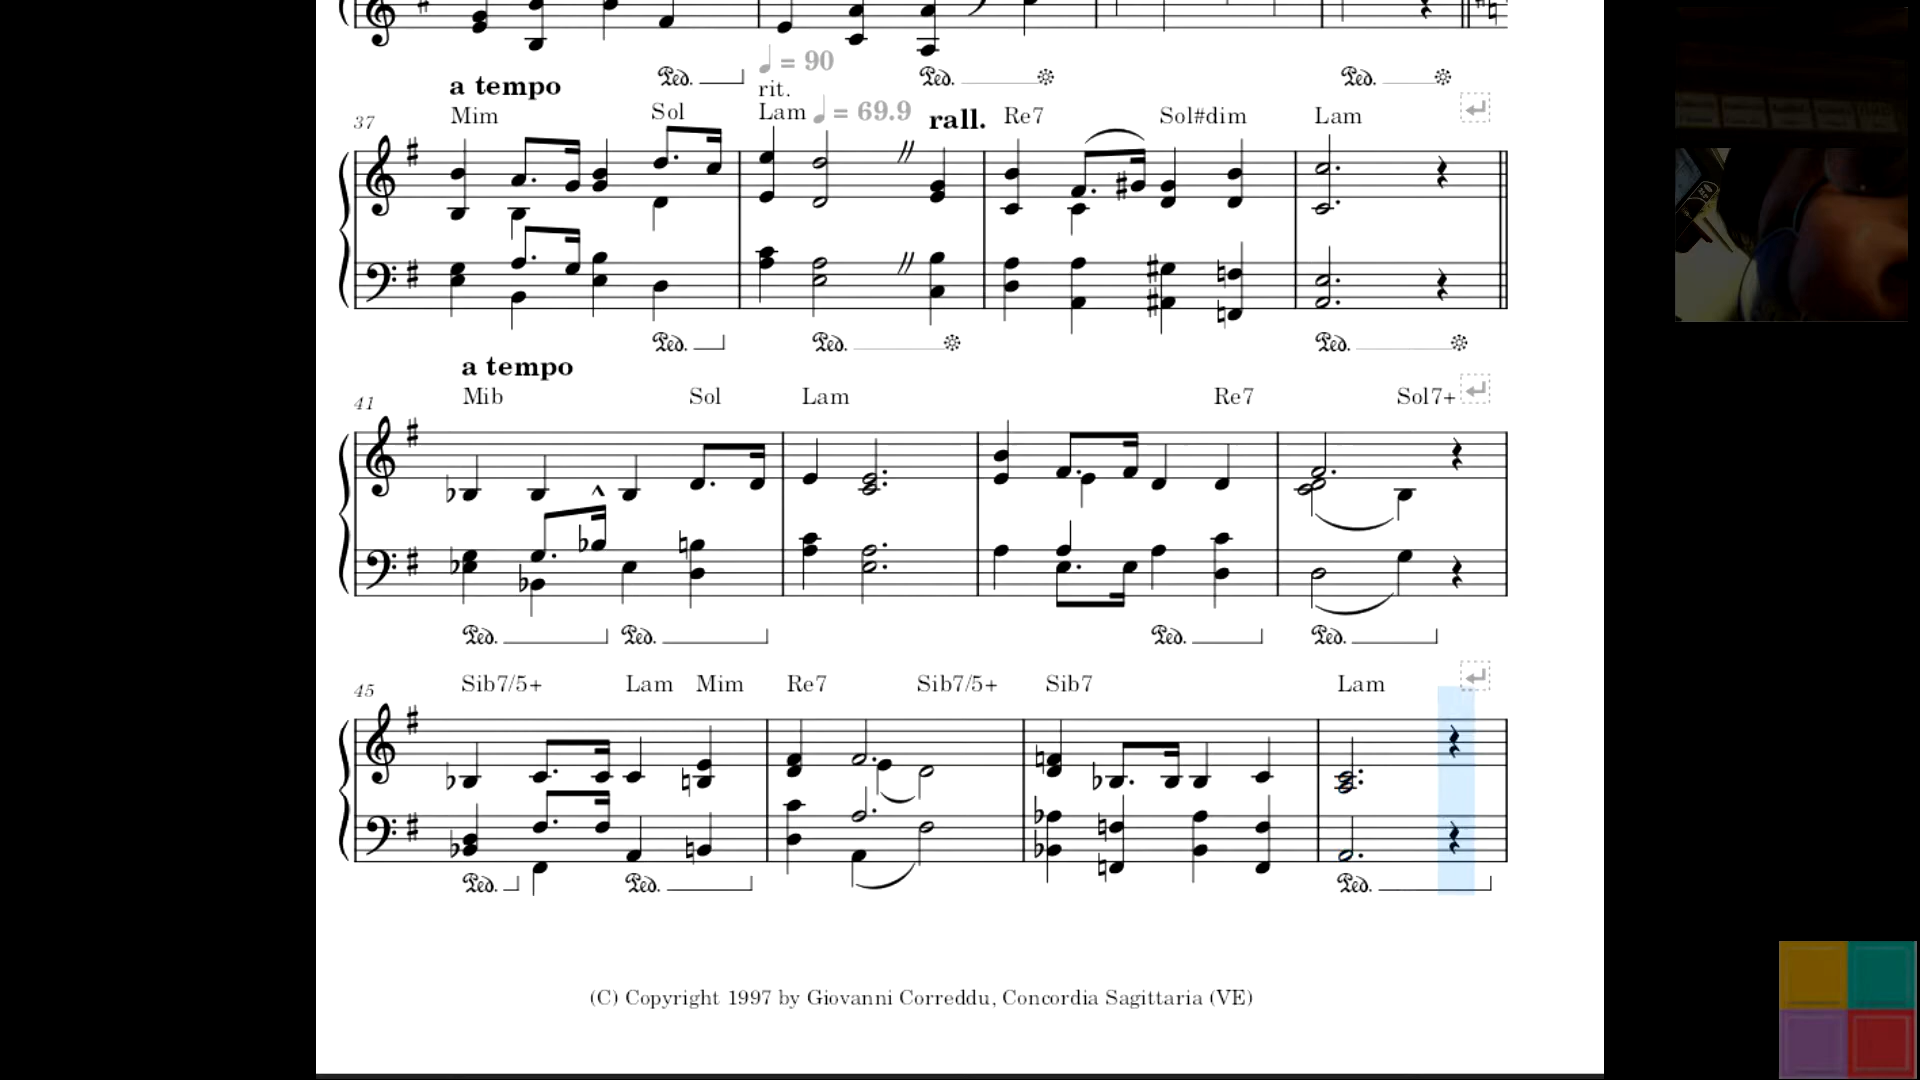 = 90
a tempo
rit.
Mim Sol Lam = 69.9 rall. Re7 Sol#dim Lam
37
a tempo
Mib Sol Lam Re7 Sol7+
41
Sib7/5+ Lam Mim Re7 Sib7/5+ Sib7 Lam
45
(C) Copyright 1997 by Giovanni Correddu, Concordia Sagittaria (VE)